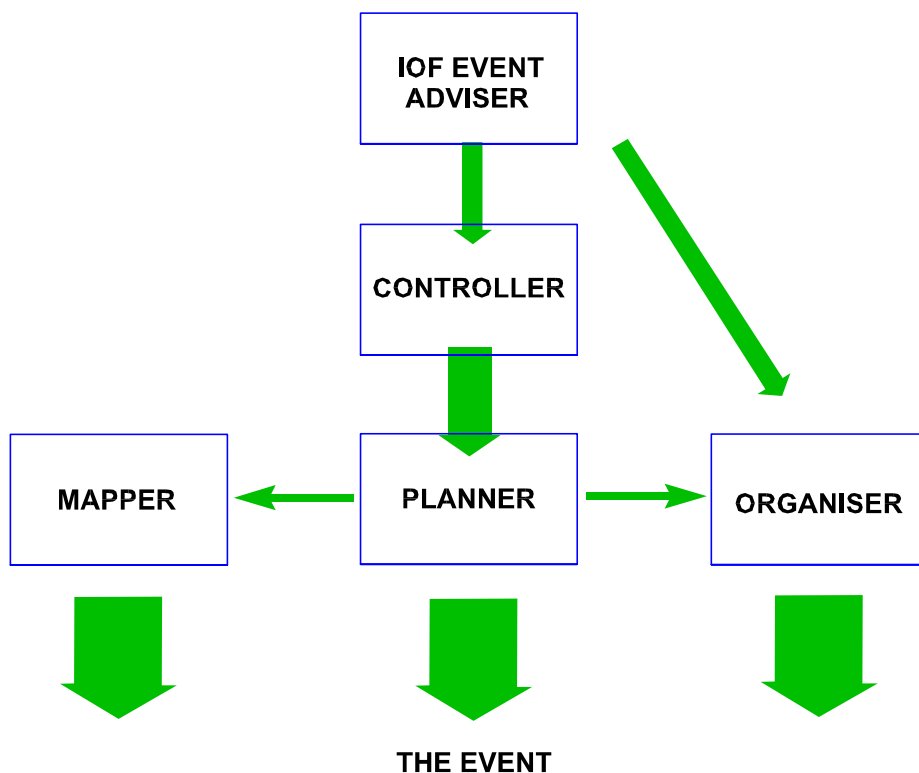 IOF EVENT
ADVISER
CONTROLLER
MAPPER
PLANNER
ORGANISER
THE EVENT